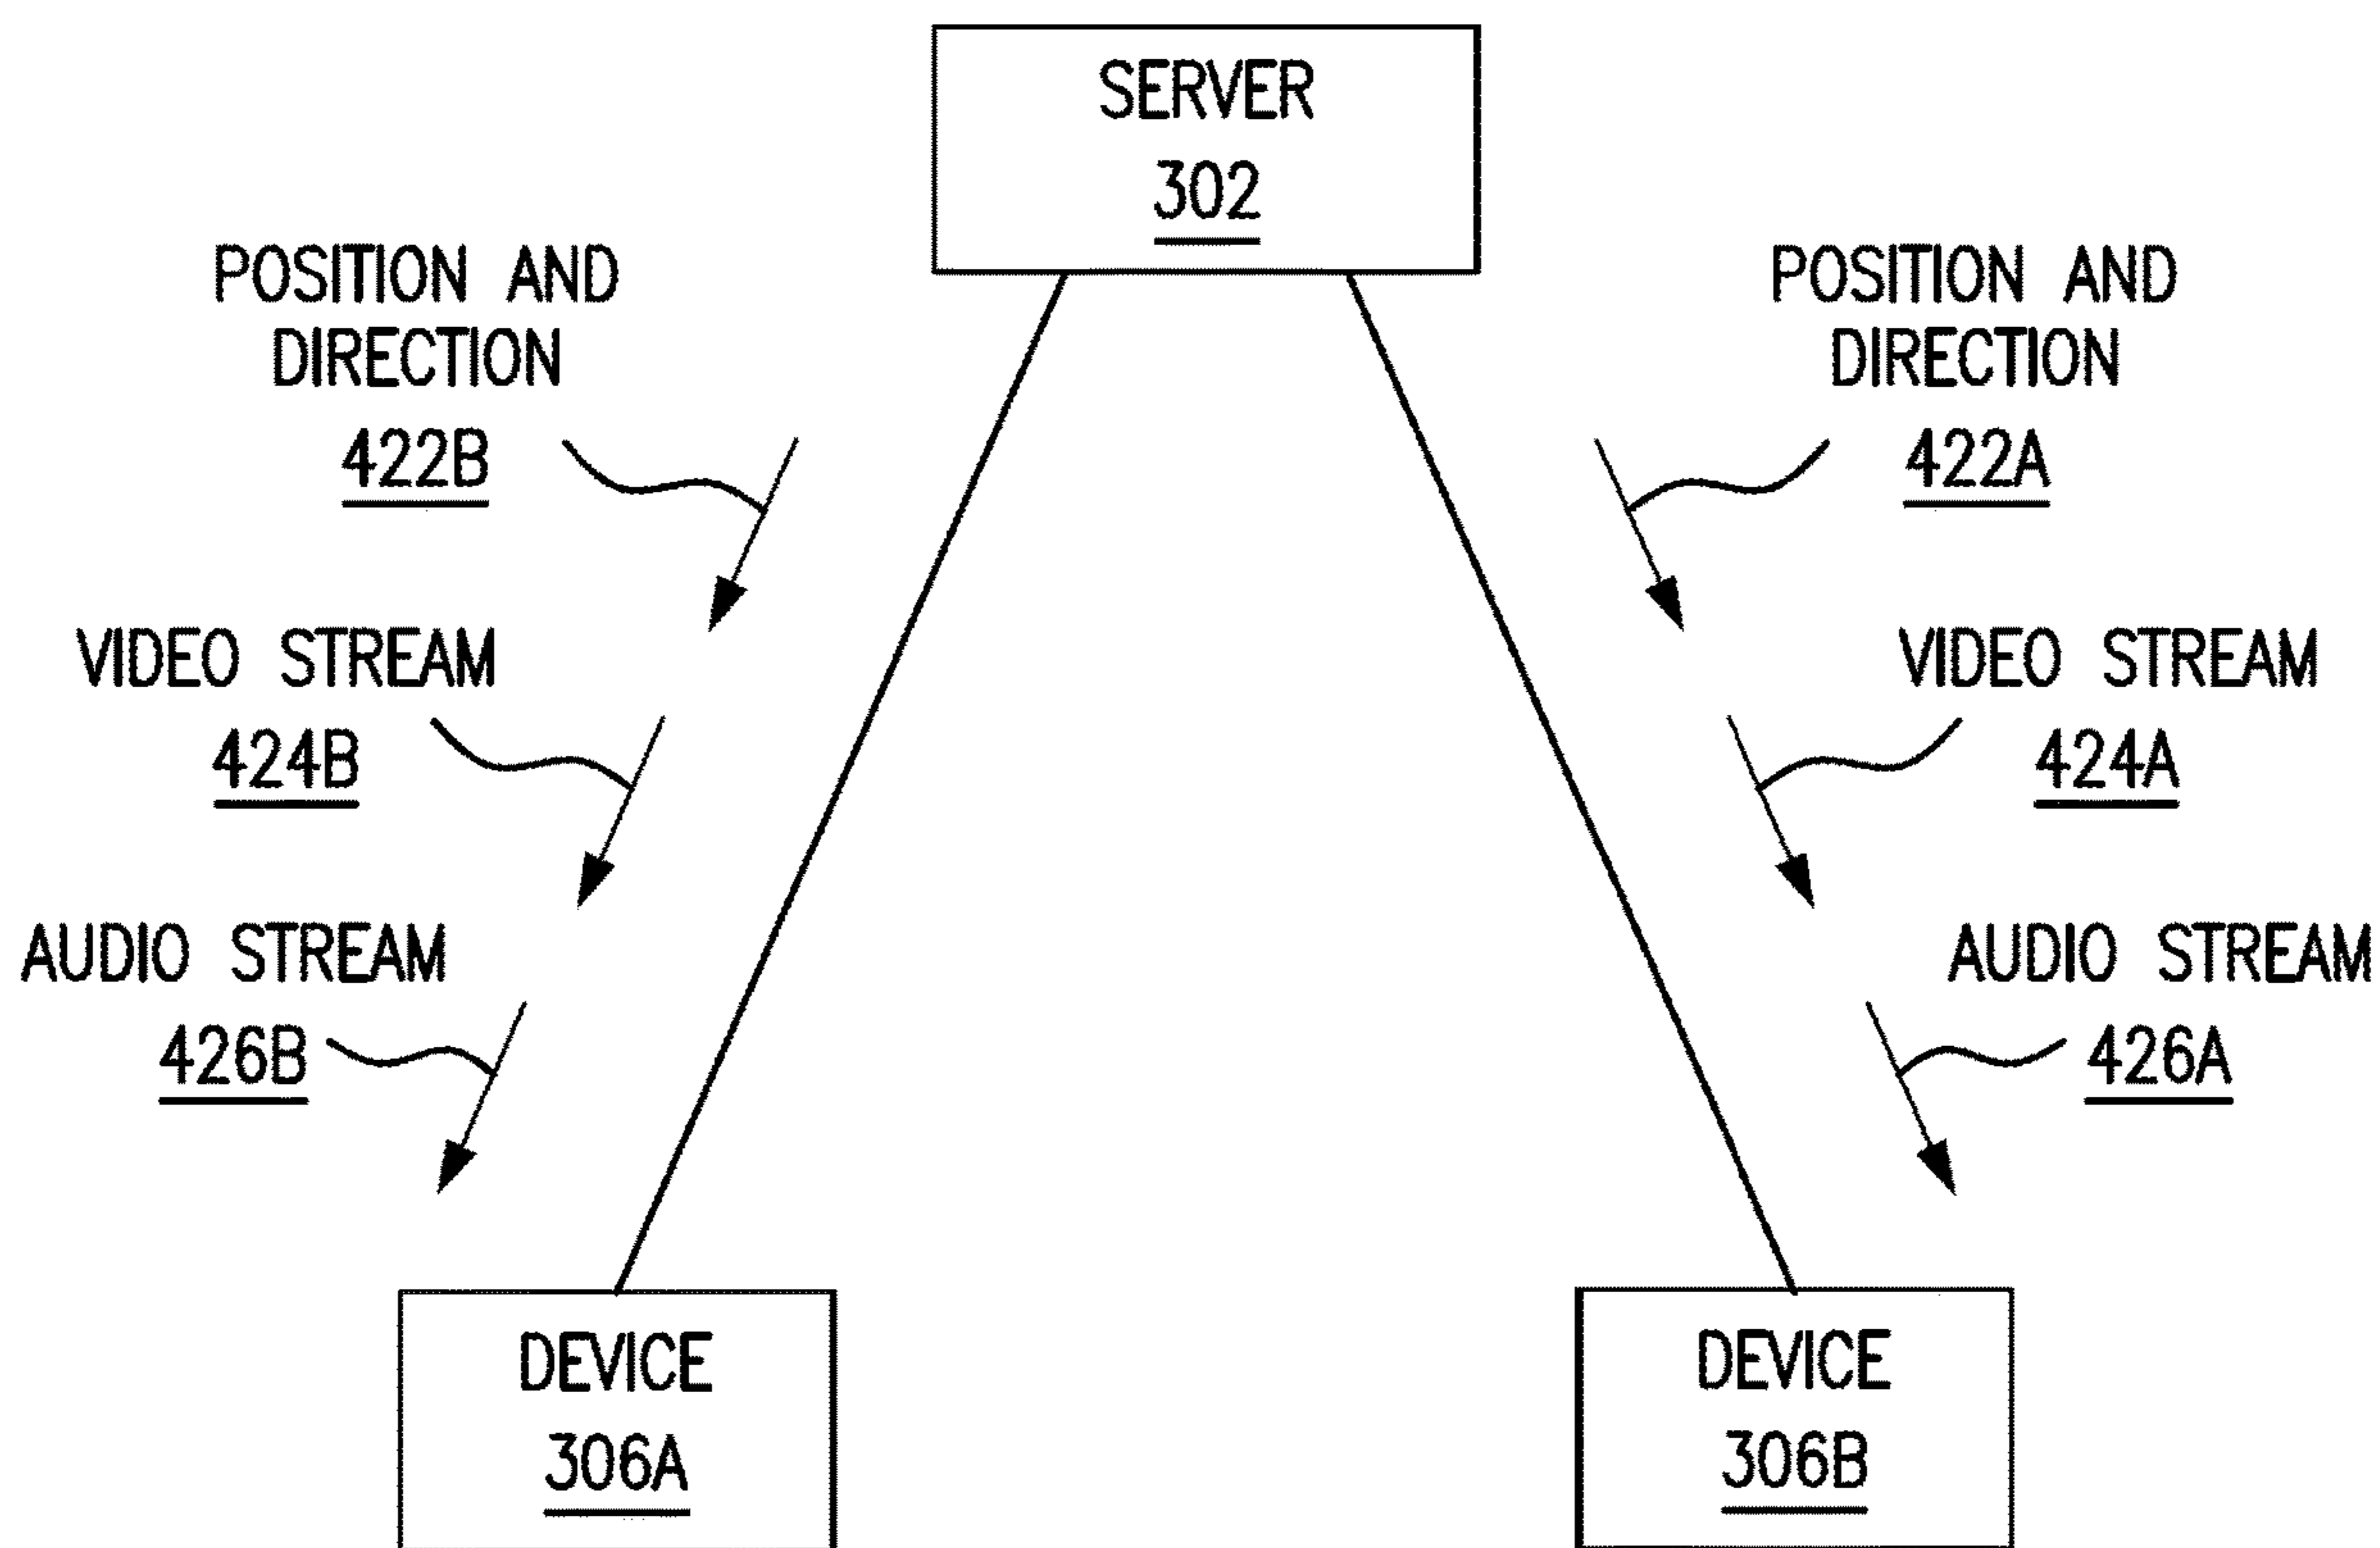 SERVER
302
POSITION AND
DIRECTION
422B
POSITION AND
DIRECTION
422A
VIDEO STREAM
424B
VIDEO STREAM
424A
AUDIO STREAM
426B
AUDIO STREAM
426A
DEVICE
306A
DEVICE
306B